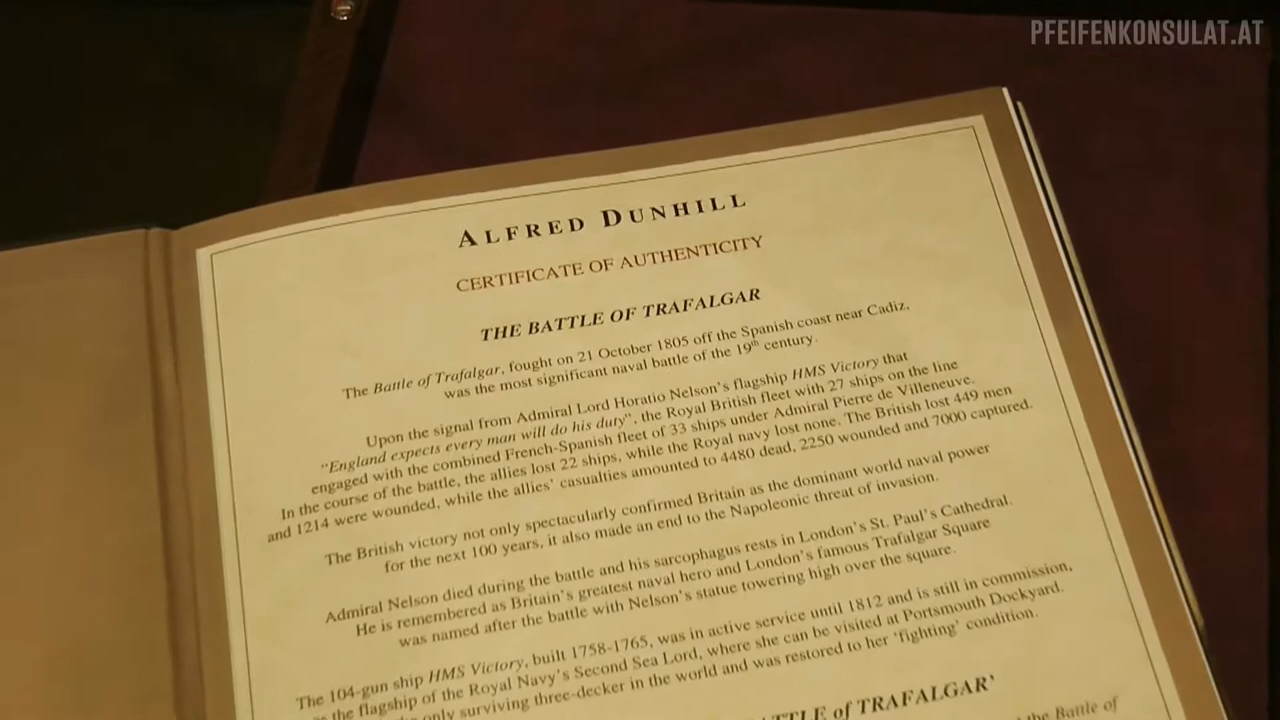 PFEIFENKONSULAT.AT
ALFRED DUNHILL
CERTIFICATE OF AUTHENTICITY
THE BATTLE OF TRAFALGAR
The Battle of Trafalgar, fought on 21 October 1805 off the Spanish coast near Cadiz,
was the most significant naval battle of the 19th century.
Upon the signal from Admiral Lord Horatio Nelson's flagship HMS Victory that
"England expects every man will do his duty", the Royal British fleet with 27 ships on the line
engaged with the combined French-Spanish fleet of 33 ships under Admiral Pierre de Villeneuve.
In the course of the battle, the allies lost 22 ships, while the Royal navy lost none. The British lost 449 men
and 1214 were wounded, while the allies' casualties amounted to 4480 dead, 2250 wounded and 7000 captured.
The British victory not only spectacularly confirmed Britain as the dominant world naval power
for the next 100 years, it also made an end to the Napoleonic threat of invasion.
Admiral Nelson died during the battle and his sarcophagus rests in London's St. Paul's Cathedral.
He is remembered as Britain's greatest naval hero and London's famous Trafalgar Square
was named after the battle with Nelson's statue towering high over the square.
The 104-gun ship HMS Victory, built 1758-1765, was in active service until 1812 and is still in commission,
the flagship of the Royal Navy's Second Sea Lord, where she can be visited at Portsmouth Dockyard.
only surviving three-decker in the world and was restored to her 'fighting' condition.
of TRAFALGAR'
the Battle of